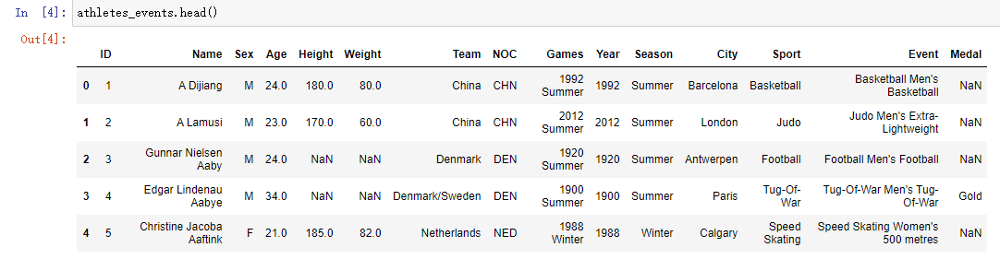 In [4]: athletes_events.head()
Out[4]:
ID Name Sex Age Height Weight Team NOC Games Year Season City Sport Event Medal
0 1 A Dijiang M 24.0 180.0 80.0 China CHN 1992 Summer 1992 Summer Barcelona Basketball Basketball Men's Basketball NaN
1 2 A Lamusi M 23.0 170.0 60.0 China CHN 2012 Summer 2012 Summer London Judo Judo Men's Extra-Lightweight NaN
2 3 Gunnar Nielsen Aaby M 24.0 NaN NaN Denmark DEN 1920 Summer 1920 Summer Antwerpen Football Football Men's Football NaN
3 4 Edgar Lindenau Aabye M 34.0 NaN NaN Denmark/Sweden DEN 1900 Summer 1900 Summer Paris Tug-Of-War Tug-Of-War Men's Tug-Of-War Gold
4 5 Christine Jacoba Aaftink F 21.0 185.0 82.0 Netherlands NED 1988 Winter 1988 Winter Calgary Speed Skating Speed Skating Women's 500 metres NaN